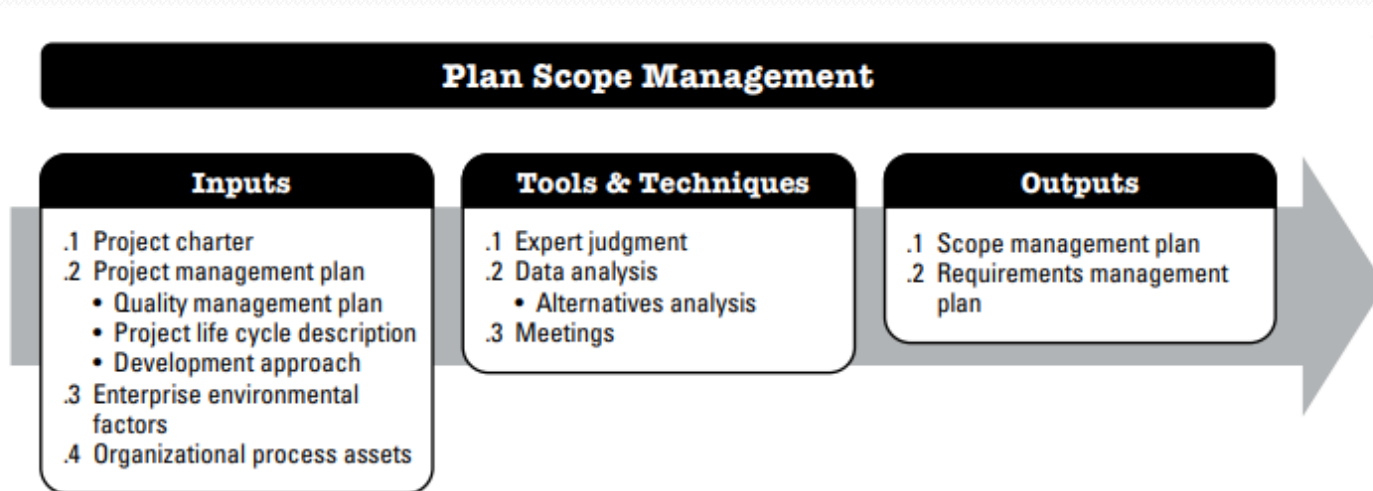 Plan Scope Management
Inputs
.1 Project charter
.2 Project management plan
• Quality management plan
• Project life cycle description
• Development approach
.3 Enterprise environmental
factors
.4 Organizational process assets
Tools & Techniques
.1 Expert judgment
.2 Data analysis
• Alternatives analysis
.3 Meetings
Outputs
.1 Scope management plan
.2 Requirements management
plan